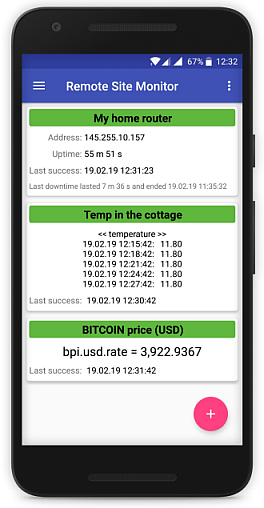 67% 12:32
Remote Site Monitor
My home router
Address: 145.255.10.157
Uptime: 55 m 51 s
Last success: 19.02.19 12:31:23
Last downtime lasted 7 m 36 s and ended 19.02.19 11:35:32
Temp in the cottage
<< temperature >>
19.02.19 12:15:42: 11.80
19.02.19 12:18:42: 11.80
19.02.19 12:21:42: 11.80
19.02.19 12:24:42: 11.80
19.02.19 12:27:42: 11.80
Last success: 19.02.19 12:30:42
BITCOIN price (USD)
bpi.usd.rate = 3,922.9367
Last success: 19.02.19 12:31:42
+